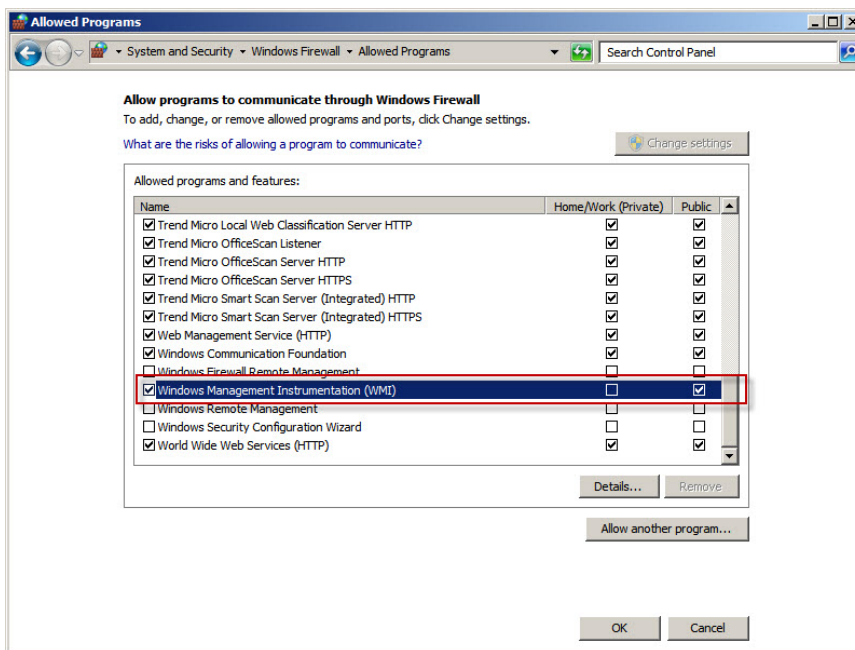 Allowed Programs
System and Security Windows Firewall Allowed Programs Search Control Panel
Allow programs to communicate through Windows Firewall
To add, change, or remove allowed programs and ports, click Change settings.
What are the risks of allowing a program to communicate? Change settings
Allowed programs and features:
Name Home/Work (Private) Public
Trend Micro Local Web Classification Server HTTP
Trend Micro OfficeScan Listener
Trend Micro OfficeScan Server HTTP
Trend Micro OfficeScan Server HTTPS
Trend Micro Smart Scan Server (Integrated) HTTP
Trend Micro Smart Scan Server (Integrated) HTTPS
Web Management Service (HTTP)
Windows Communication Foundation
Windows Firewall Remote Management
Windows Management Instrumentation (WMI)
Windows Remote Management
Windows Security Configuration Wizard
World Wide Web Services (HTTP)
Details... Remove
Allow another program...
OK Cancel